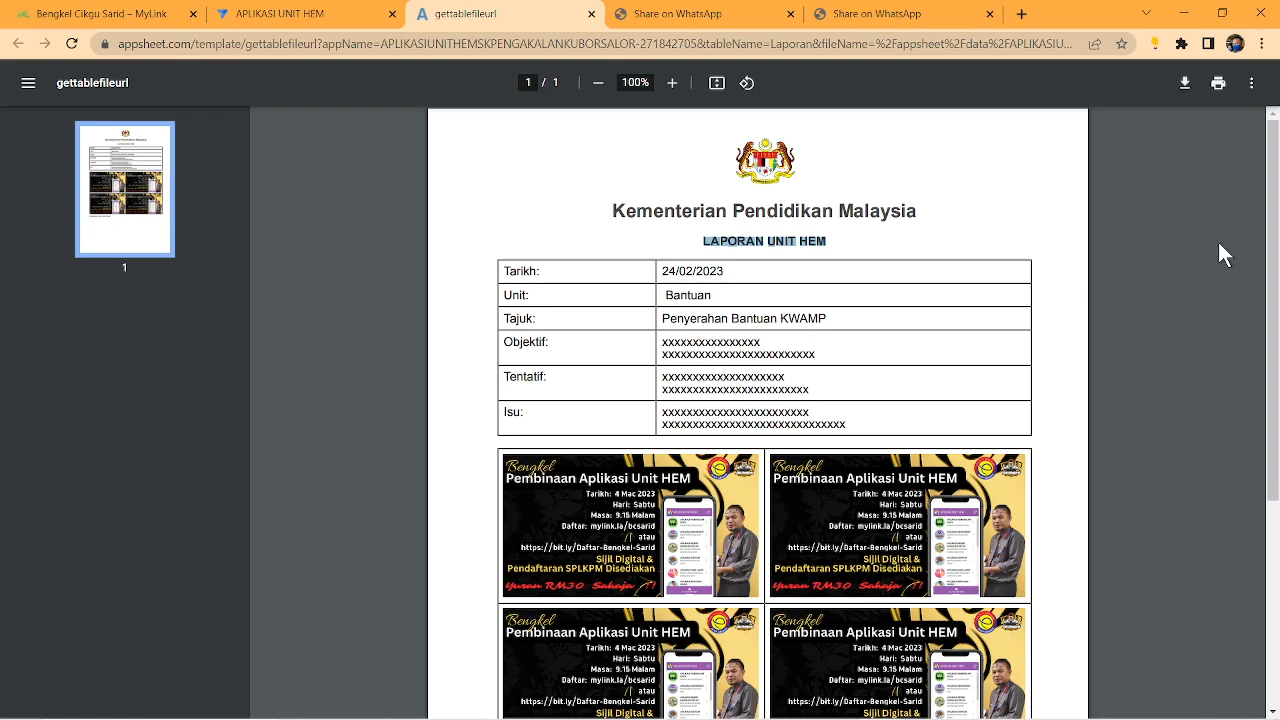 Bengkel Cikgu Sarid – MyLink
APLIKASI UNIT HEM
gettablefileurl
Share on WhatsApp
Share on WhatsApp
appsheet.com/template/gettablefileurl?appName=APLIKASIUNITHEMSKPENGAKALANKUBORSALOR-271842705&tableName=Laporan&fileName=%2Fappsheet%2Fdata%2FAPLIKASIU...
gettablefileurl
1 / 1
100%
1
Kementerian Pendidikan Malaysia
LAPORAN UNIT HEM
Tarikh: 24/02/2023
Unit: Bantuan
Tajuk: Penyerahan Bantuan KWAMP
Objektif: xxxxxxxxxxxxxxxx
xxxxxxxxxxxxxxxxxxxxxxxxx
Tentatif: xxxxxxxxxxxxxxxxxxxx
xxxxxxxxxxxxxxxxxxxxxxxx
Isu: xxxxxxxxxxxxxxxxxxxxxxxx
xxxxxxxxxxxxxxxxxxxxxxxxxxxxxx
Bengkel
Pembinaan Aplikasi Unit HEM
Tarikh: 4 Mac 2023
Hari: Sabtu
Masa: 9.15 Malam
Daftar: mylink.la/bcsarid
atau
https://bit.ly/Daftar-Bengkel-Sarid
Sijil Digital &
Pendaftaran SPLKPM Disediakan
Yuran RM30 Sahaja !!
Bengkel
Pembinaan Aplikasi Unit HEM
Tarikh: 4 Mac 2023
Hari: Sabtu
Masa: 9.15 Malam
Daftar: mylink.la/bcsarid
atau
https://bit.ly/Daftar-Bengkel-Sarid
Sijil Digital &
Pendaftaran SPLKPM Disediakan
Yuran RM30 Sahaja !!
Bengkel
Pembinaan Aplikasi Unit HEM
Tarikh: 4 Mac 2023
Hari: Sabtu
Masa: 9.15 Malam
Daftar: mylink.la/bcsarid
atau
https://bit.ly/Daftar-Bengkel-Sarid
Sijil Digital &
Bengkel
Pembinaan Aplikasi Unit HEM
Tarikh: 4 Mac 2023
Hari: Sabtu
Masa: 9.15 Malam
Daftar: mylink.la/bcsarid
atau
https://bit.ly/Daftar-Bengkel-Sarid
Sijil Digital &